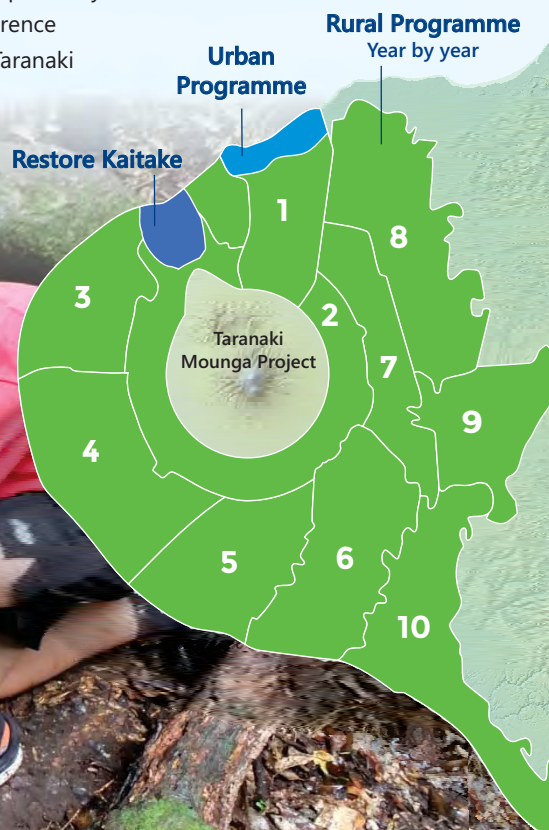 rence
Taranaki
Rural Programme
Year by year
Urban
Programme
Restore Kaitake
1
8
3
2
Taranaki
Mounga Project
7
9
4
5
6
10